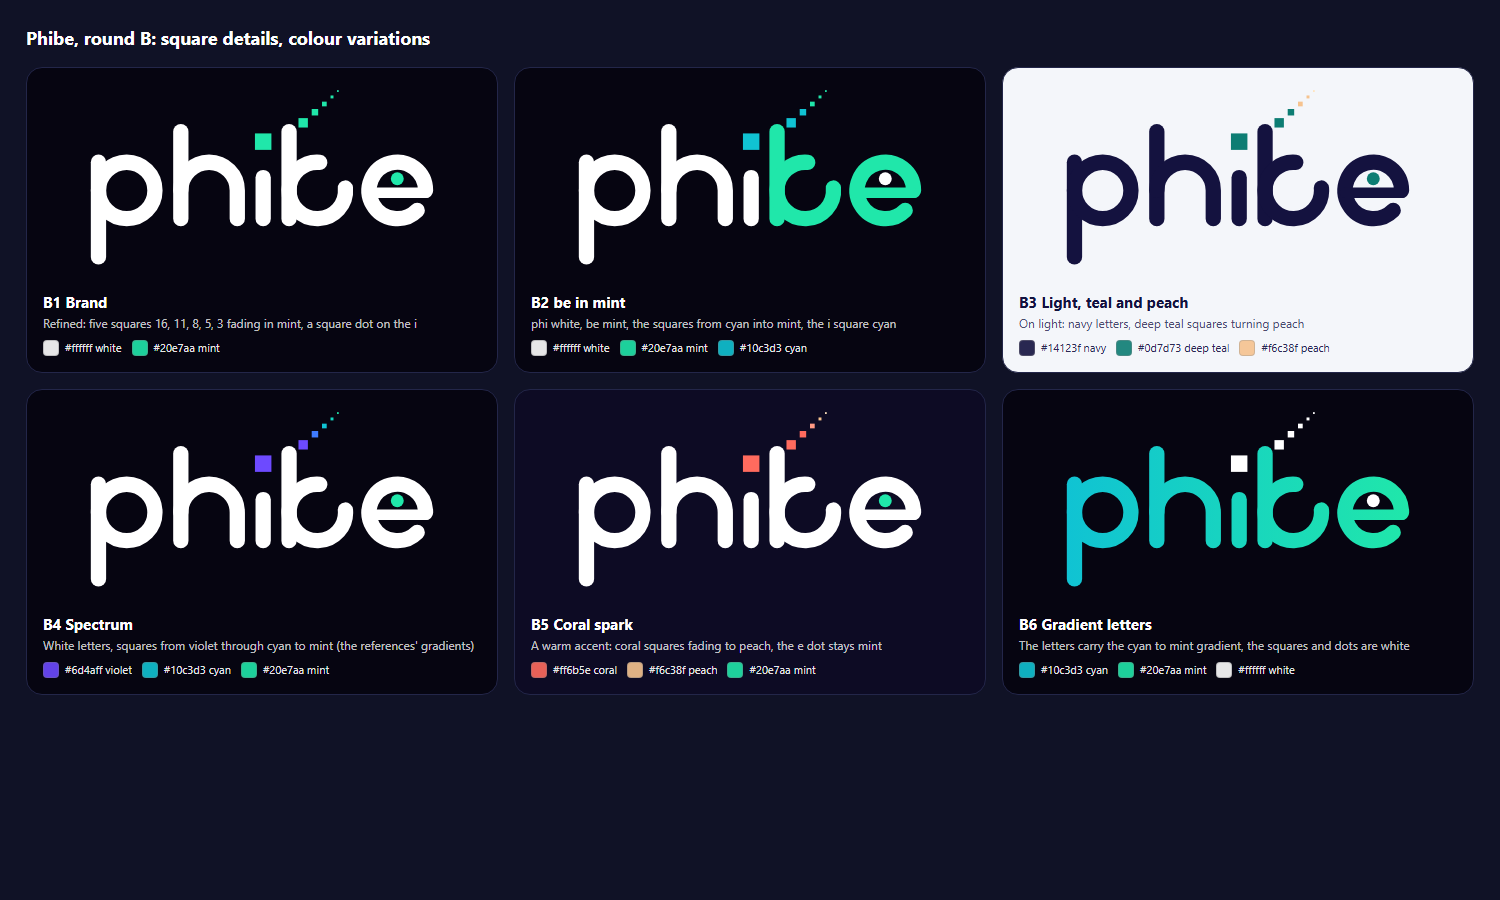 Phibe, round B: square details, colour variations
phibe
B1 Brand
Refined: five squares 16, 11, 8, 5, 3 fading in mint, a square dot on the i
#ffffff white #20e7aa mint
phibe
B2 be in mint
phi white, be mint, the squares from cyan into mint, the i square cyan
#ffffff white #20e7aa mint #10c3d3 cyan
phibe
B3 Light, teal and peach
On light: navy letters, deep teal squares turning peach
#14123f navy #0d7d73 deep teal #f6c38f peach
phibe
B4 Spectrum
White letters, squares from violet through cyan to mint (the references' gradients)
#6d4aff violet #10c3d3 cyan #20e7aa mint
phibe
B5 Coral spark
A warm accent: coral squares fading to peach, the e dot stays mint
#ff6b5e coral #f6c38f peach #20e7aa mint
phibe
B6 Gradient letters
The letters carry the cyan to mint gradient, the squares and dots are white
#10c3d3 cyan #20e7aa mint #ffffff white